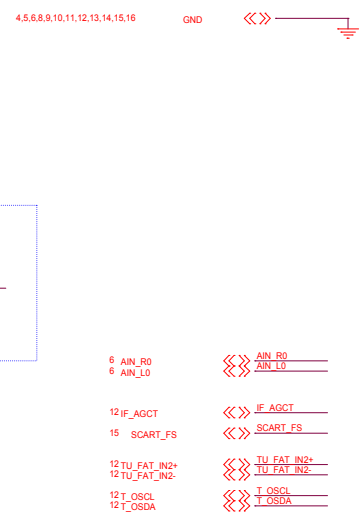 4,5,6,8,9,10,11,12,13,14,15,16 GND
6 AIN_R0 AIN_R0
6 AIN_L0 AIN_L0
12 IF_AGCT IF_AGCT
15 SCART_FS SCART_FS
12 TU_FAT_IN2+ TU_FAT_IN2+
12 TU_FAT_IN2- TU_FAT_IN2-
12 T_OSCL T_OSCL
12 T_OSDA T_OSDA